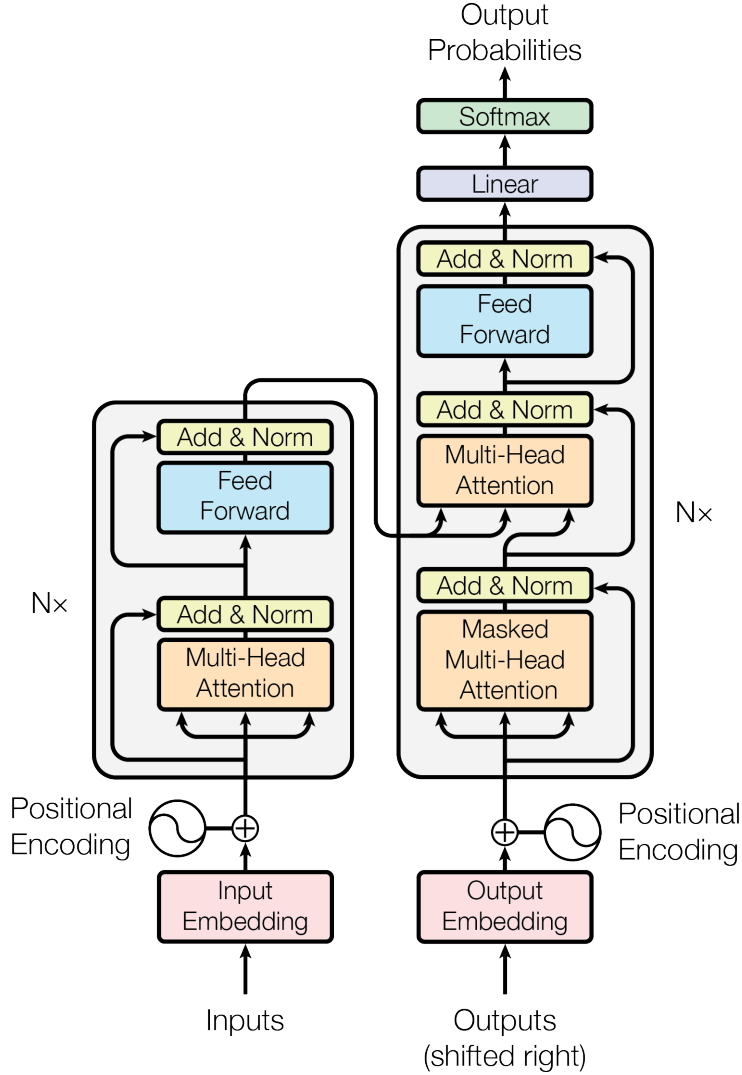 Output
Probabilities
Softmax
Linear
Add & Norm
Feed
Forward
Add & Norm
Multi-Head
Attention
Add & Norm
Masked
Multi-Head
Attention
N×
Add & Norm
Feed
Forward
Add & Norm
Multi-Head
Attention
N×
Positional
Encoding
Positional
Encoding
Input
Embedding
Output
Embedding
Inputs
Outputs
(shifted right)